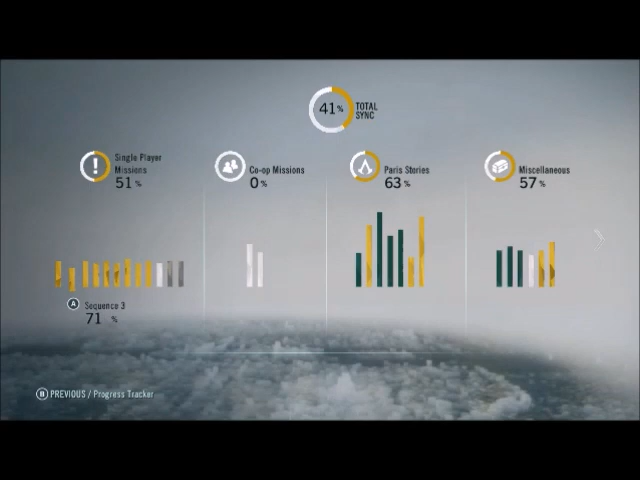 41%
TOTAL
SYNC
Single Player
Missions
51 %
Co-op Missions
0 %
Paris Stories
63 %
Miscellaneous
57 %
A Sequence 3
71 %
PREVIOUS / Progress Tracker